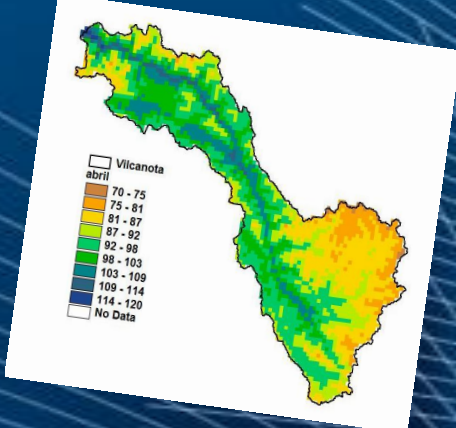 Vilcanota
abril
70 - 75
75 - 81
81 - 87
87 - 92
92 - 98
98 - 103
103 - 109
109 - 114
114 - 120
No Data